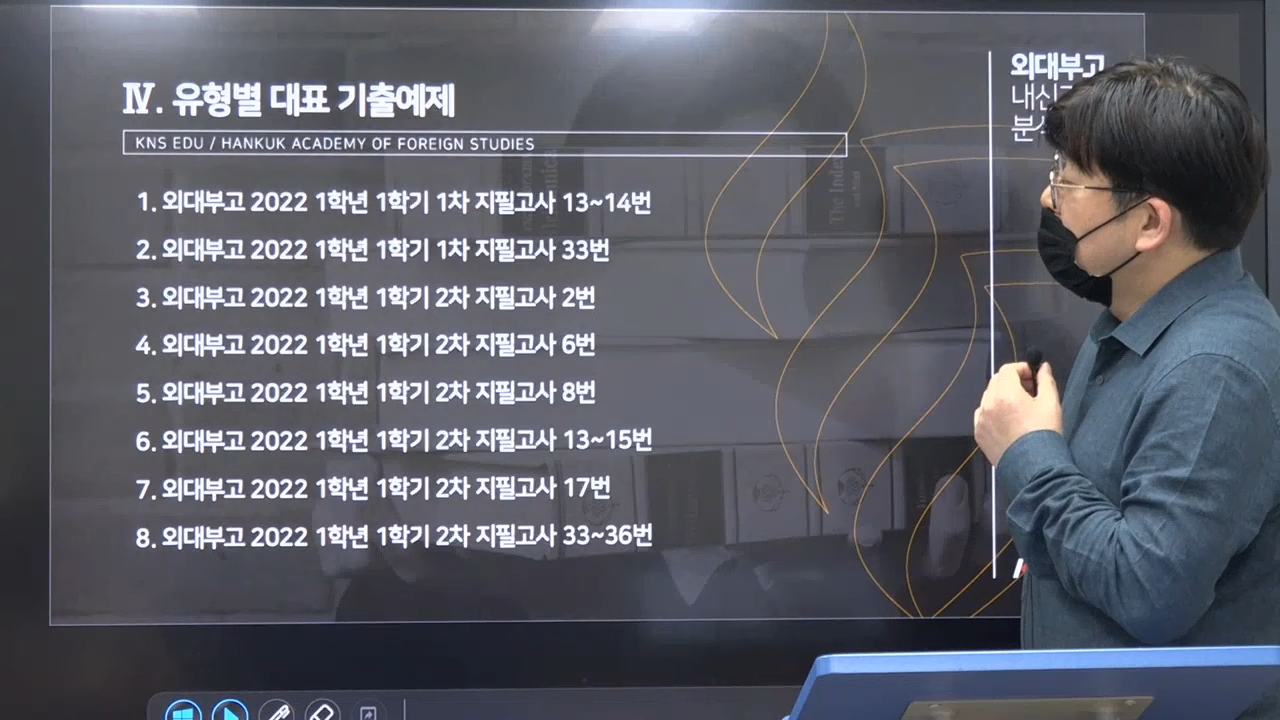 Ⅳ. 유형별 대표 기출예제
KNS EDU / HANKUK ACADEMY OF FOREIGN STUDIES
1. 외대부고 2022 1학년 1학기 1차 지필고사 13~14번
2. 외대부고 2022 1학년 1학기 1차 지필고사 33번
3. 외대부고 2022 1학년 1학기 2차 지필고사 2번
4. 외대부고 2022 1학년 1학기 2차 지필고사 6번
5. 외대부고 2022 1학년 1학기 2차 지필고사 8번
6. 외대부고 2022 1학년 1학기 2차 지필고사 13~15번
7. 외대부고 2022 1학년 1학기 2차 지필고사 17번
8. 외대부고 2022 1학년 1학기 2차 지필고사 33~36번
외대부고
내신
The Inde